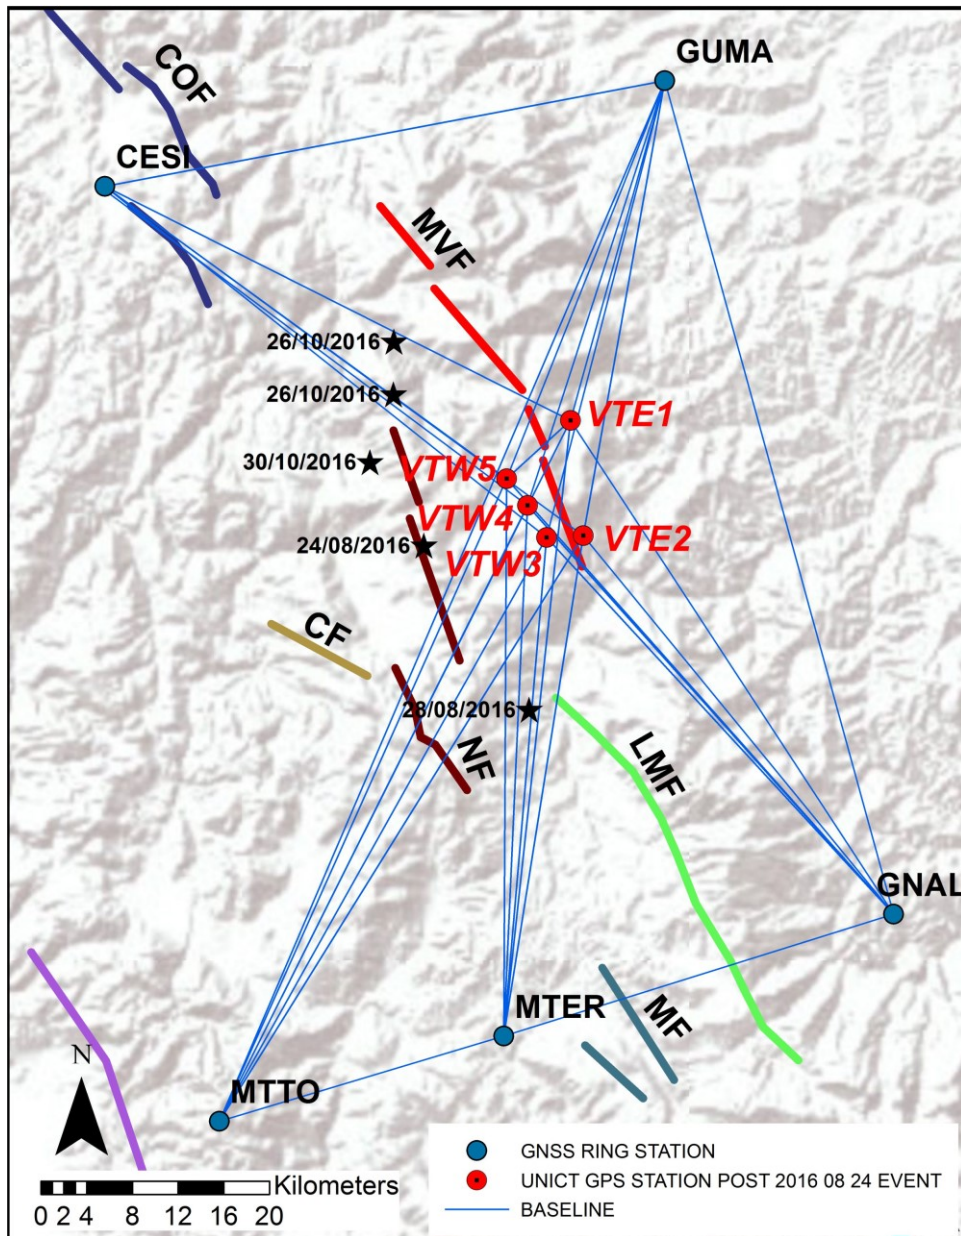 GUMA
COF
CESI
MVF
26/10/2016
26/10/2016
VTE1
30/10/2016
VTW5
VTW4
24/08/2016
VTE2
VTW3
CF
28/08/2016
NF
LMF
GNAL
MTER
MF
N
MTTO
GNSS RING STATION
UNICT GPS STATION POST 2016 08 24 EVENT
BASELINE
Kilometers
0 2 4 8 12 16 20